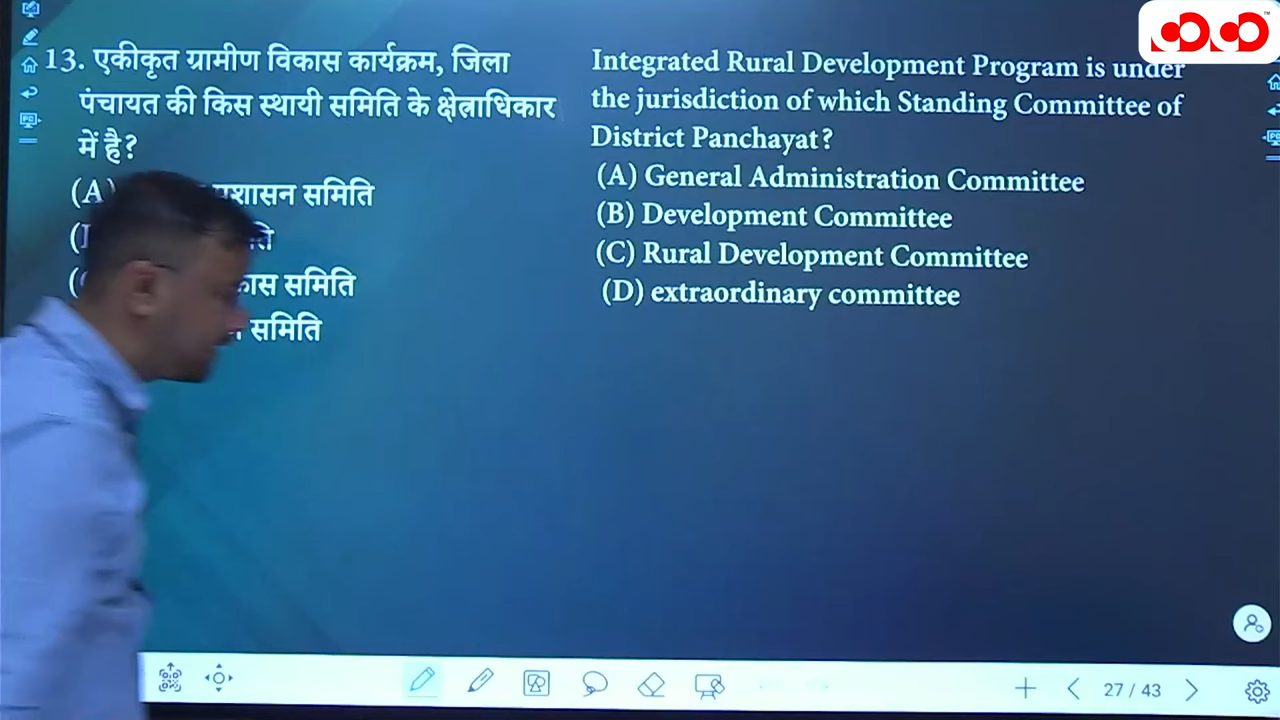 13. एकीकृत ग्रामीण विकास कार्यक्रम, जिला
पंचायत की किस स्थायी समिति के क्षेत्राधिकार
में है?
(A) प्रशासन समिति
समिति
समिति
Integrated Rural Development Program is under
the jurisdiction of which Standing Committee of
District Panchayat?
(A) General Administration Committee
(B) Development Committee
(C) Rural Development Committee
(D) extraordinary committee
27 / 43